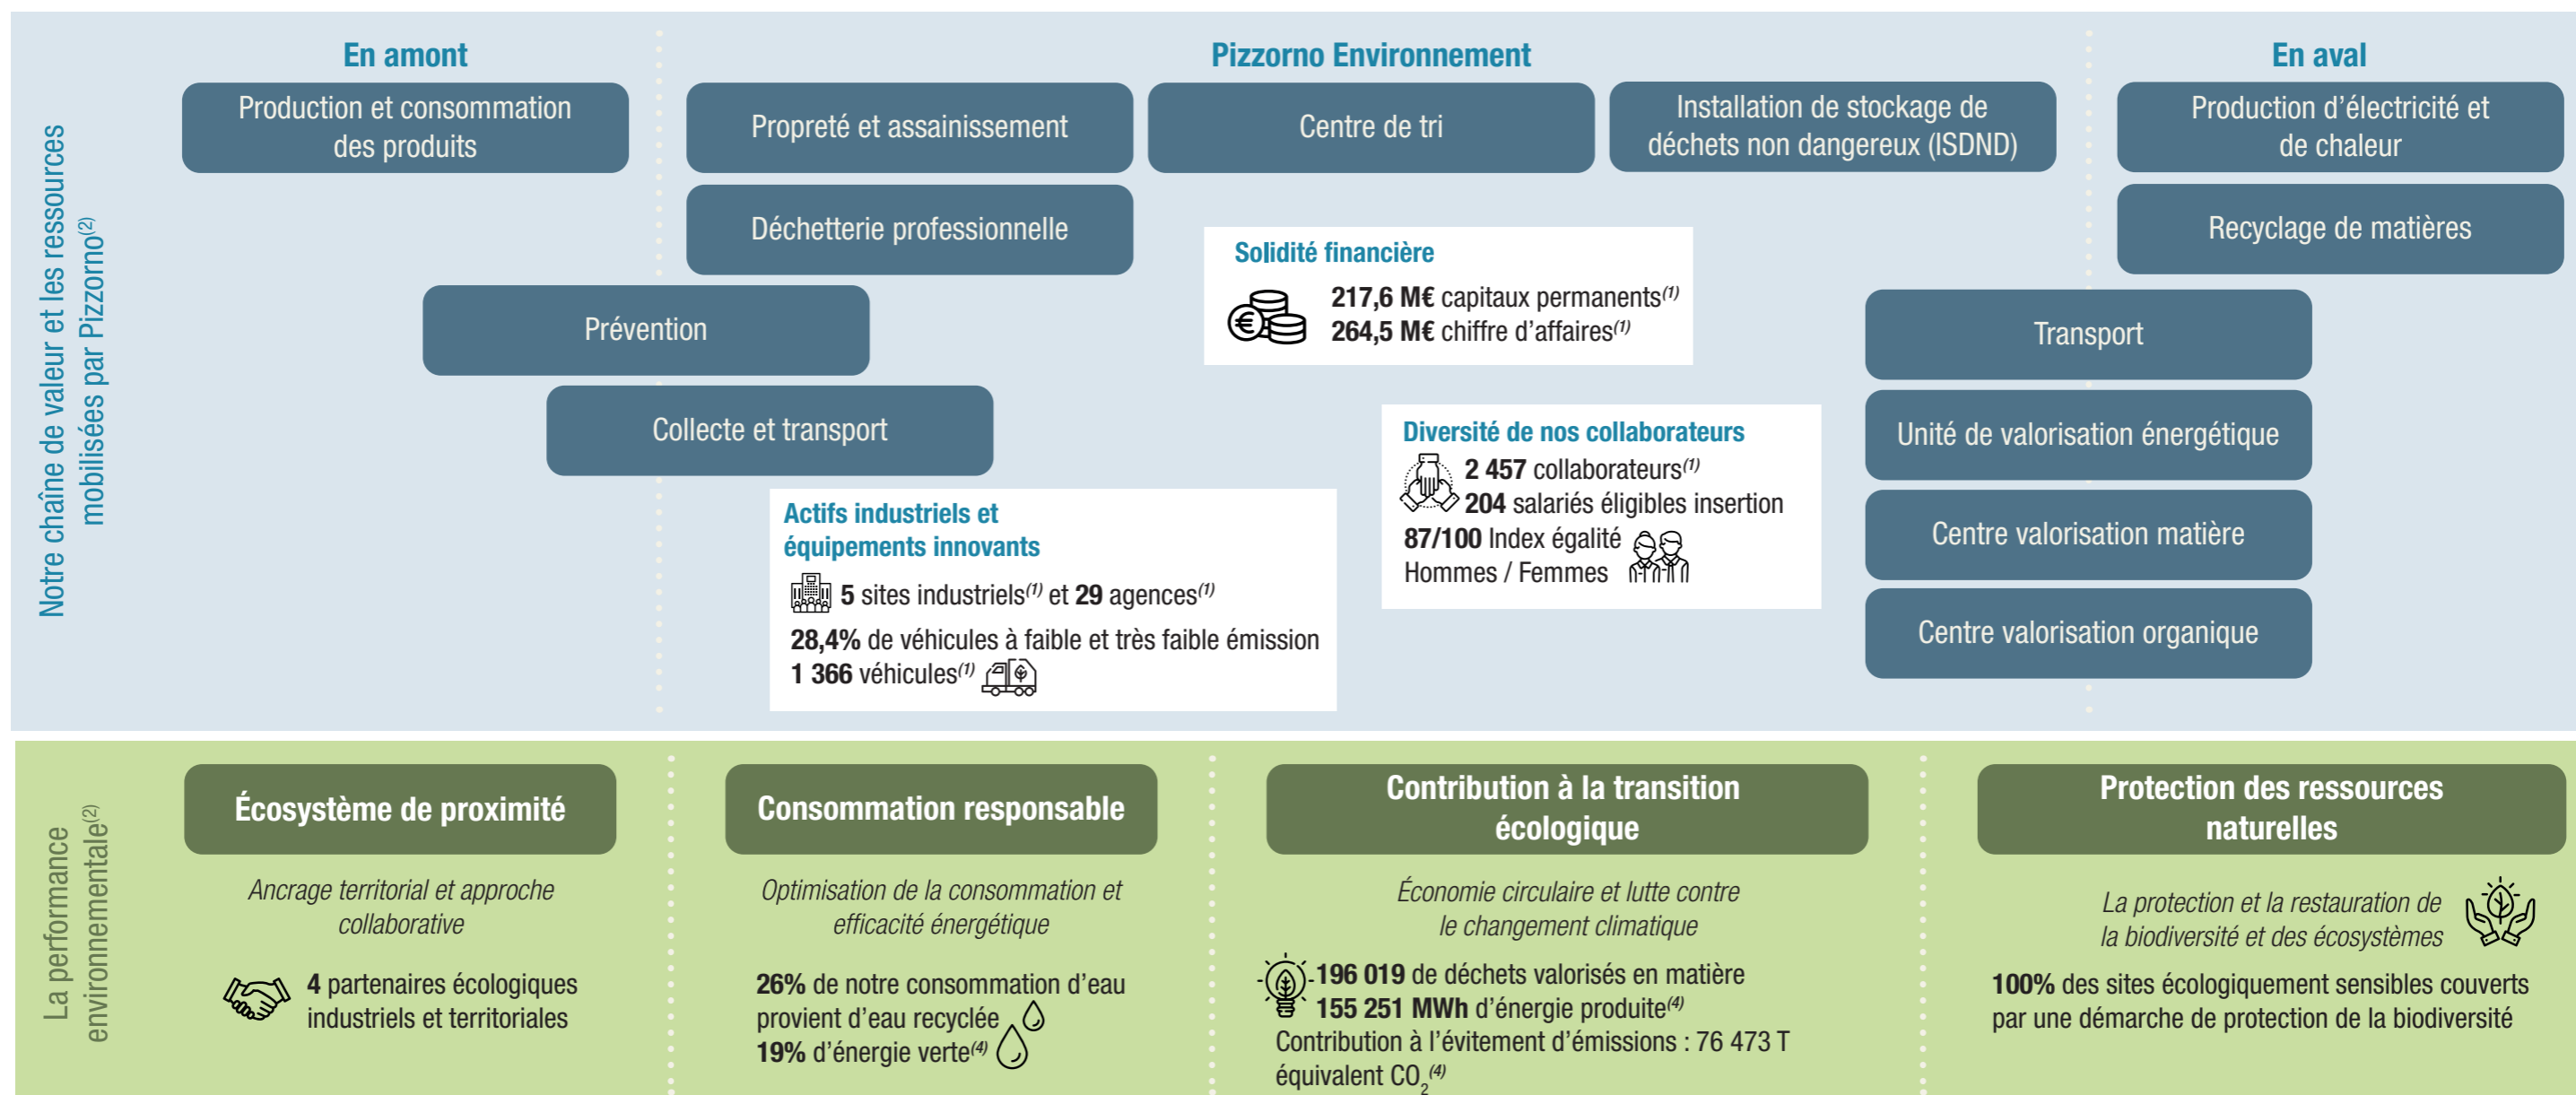 Notre chaîne de valeur et les ressources
mobilisées par Pizzorno(2)
En amont
Pizzorno Environnement
En aval
Production et consommation
des produits
Propreté et assainissement
Centre de tri
Installation de stockage de
déchets non dangereux (ISDND)
Production d’électricité et
de chaleur
Déchetterie professionnelle
Recyclage de matières
Prévention
Collecte et transport
Solidité financière
217,6 M€ capitaux permanents(1)
264,5 M€ chiffre d’affaires(1)
Transport
Unité de valorisation énergétique
Centre valorisation matière
Centre valorisation organique
Diversité de nos collaborateurs
2 457 collaborateurs(1)
204 salariés éligibles insertion
87/100 Index égalité
Hommes / Femmes
Actifs industriels et
équipements innovants
5 sites industriels(1) et 29 agences(1)
28,4% de véhicules à faible et très faible émission
1 366 véhicules(1)
La performance
environnementale(2)
Écosystème de proximité
Ancrage territorial et approche
collaborative
4 partenaires écologiques
industriels et territoriales
Consommation responsable
Optimisation de la consommation et
efficacité énergétique
26% de notre consommation d’eau
provient d’eau recyclée
19% d’énergie verte(4)
Contribution à la transition
écologique
Économie circulaire et lutte contre
le changement climatique
196 019 de déchets valorisés en matière
155 251 MWh d’énergie produite(4)
Contribution à l’évitement d’émissions : 76 473 T
équivalent CO2(4)
Protection des ressources
naturelles
La protection et la restauration de
la biodiversité et des écosystèmes
100% des sites écologiquement sensibles couverts
par une démarche de protection de la biodiversité